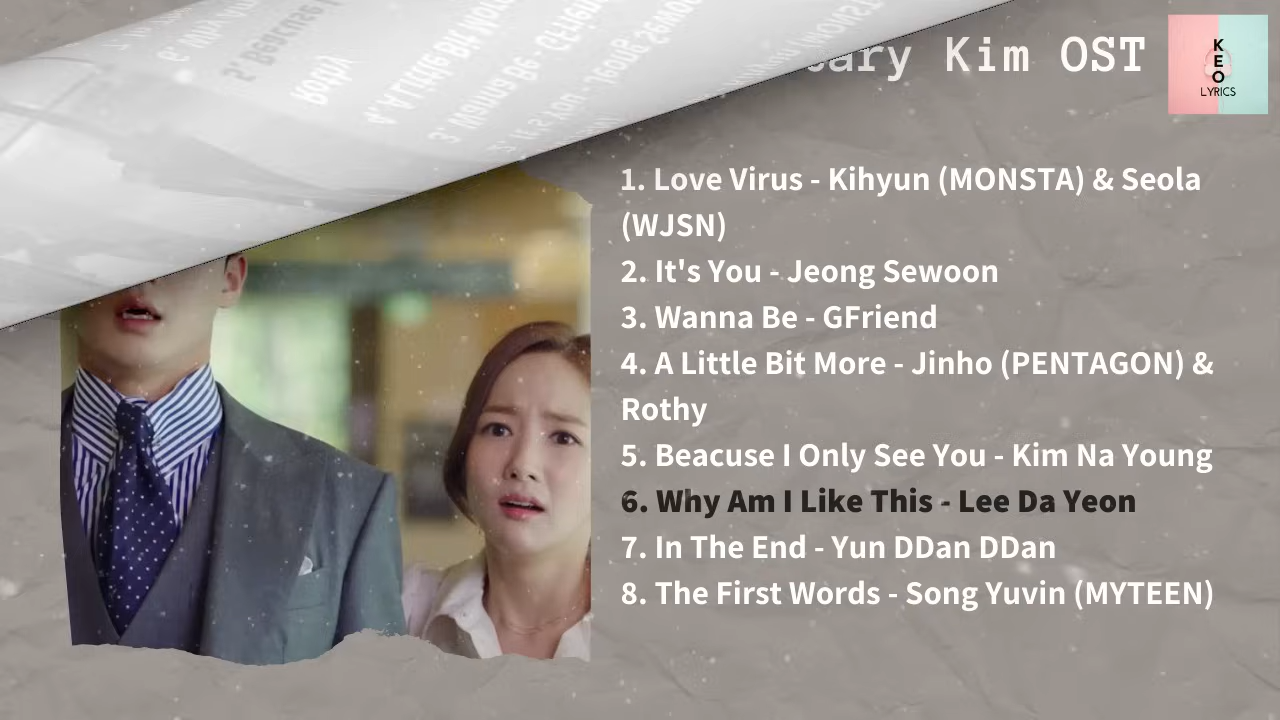 ary Kim OST
KEO
LYRICS
1. Love Virus - Kihyun (MONSTA) & Seola
(WJSN)
2. It's You - Jeong Sewoon
3. Wanna Be - GFriend
4. A Little Bit More - Jinho (PENTAGON) &
Rothy
5. Beacuse I Only See You - Kim Na Young
6. Why Am I Like This - Lee Da Yeon
7. In The End - Yun DDan DDan
8. The First Words - Song Yuvin (MYTEEN)